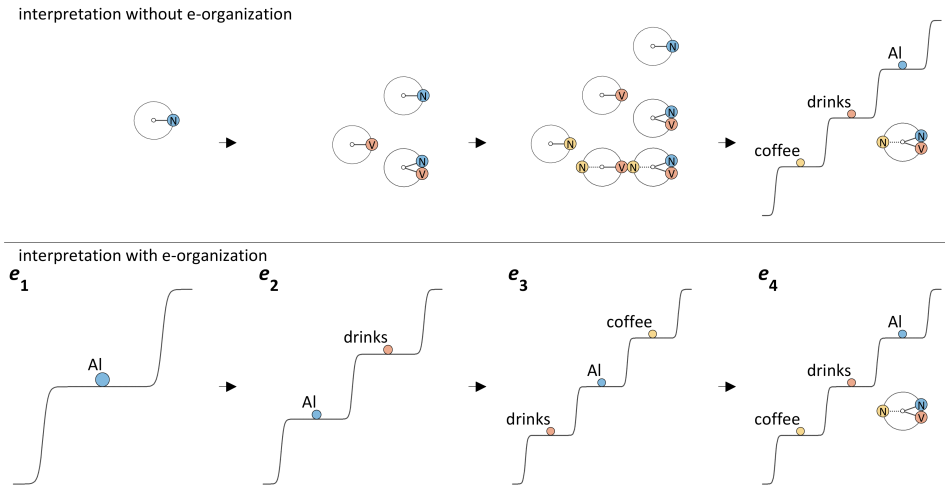 interpretation without e-organization
N
N
V
N
V
N
V
N
V
N
N
V
N
N
V
coffee
drinks
Al
N
N
V
interpretation with e-organization
e1
Al
e2
Al
drinks
e3
drinks
Al
coffee
e4
coffee
drinks
Al
N
N
V